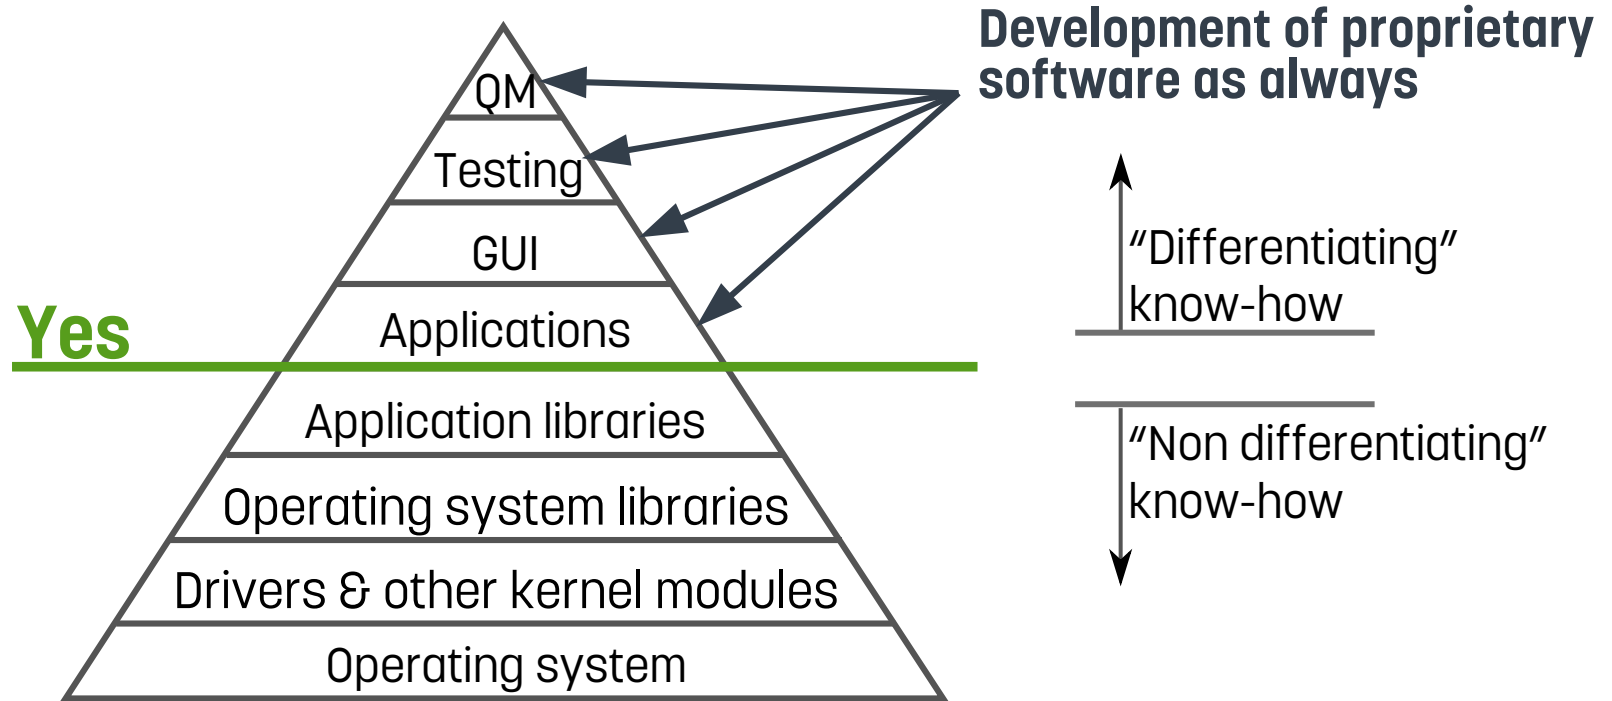 Development of proprietary
software as always
QM
Testing
GUI
Applications
Yes
Application libraries
Operating system libraries
Drivers & other kernel modules
Operating system
“Differentiating”
know-how
“Non differentiating”
know-how